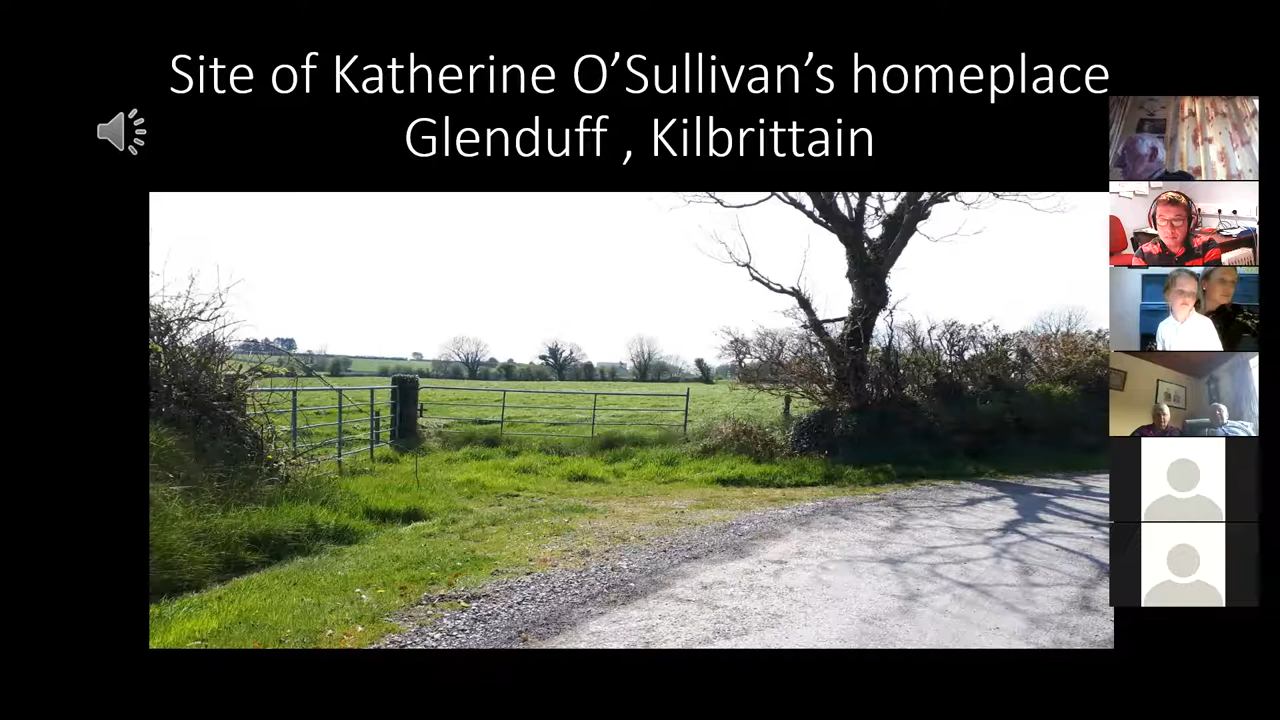 Site of Katherine O’Sullivan’s homeplace
Glenduff , Kilbrittain